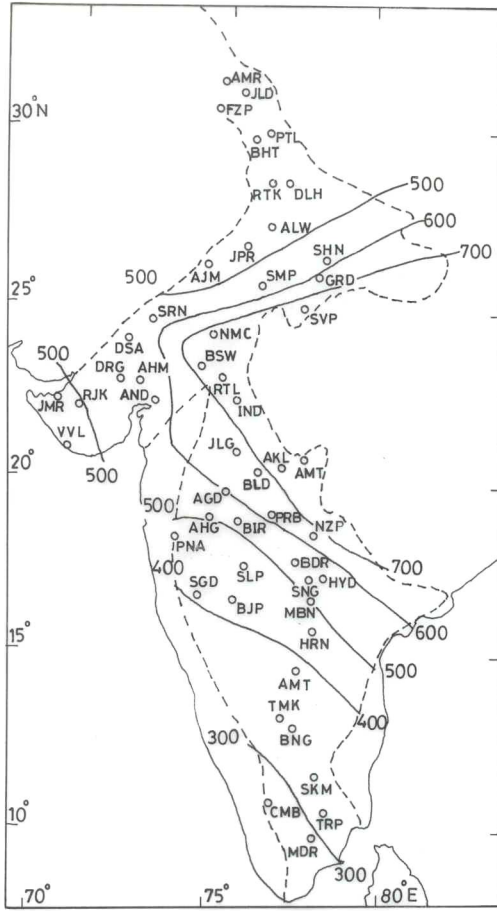 AMR
JLD
30°N
FZP
PTL
BHT
RTK DLH
500
ALW
600
JPR SHN
700
AJM SMP GRD
500
25°
SRN SVP
NMC
DSA
500 BSW
DRG AHM
RTL
JMR RJK AND IND
VVL
JLG AKL AMT
500
20° BLD
AGD
500 AHG BIR PRB NZP
PNA
400 BDR 700
SGD SLP SNG HYD
BJP MBN
600
HRN
15°
500
AMT
TMK 400
300 BNG
SKM
CMB
10° TRP
MDR
300
70° 75° 80°E